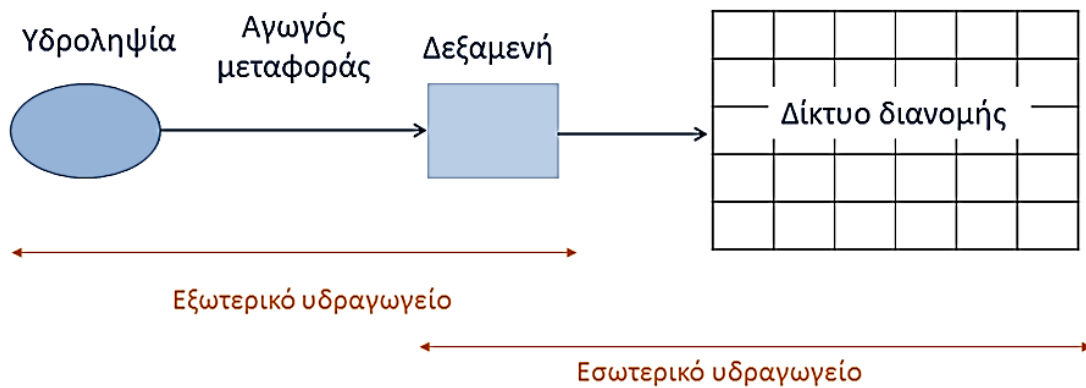 Υδροληψία
Αγωγός
μεταφοράς
Δεξαμενή
Δίκτυο διανομής
Εξωτερικό υδραγωγείο
Εσωτερικό υδραγωγείο